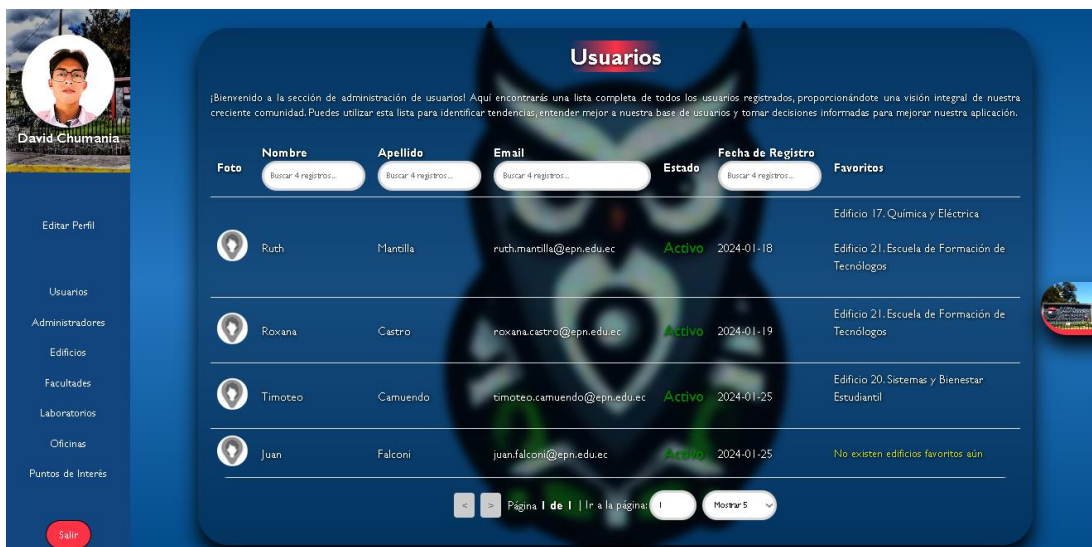 David Chumania
Editar Perfil
Usuarios
Administradores
Edificios
Facultades
Laboratorios
Oficinas
Puntos de Interés
Salir
Usuarios
¡Bienvenido a la sección de administración de usuarios! Aquí encontrarás una lista completa de todos los usuarios registrados, proporcionándote una visión integral de nuestra
creciente comunidad. Puedes utilizar esta lista para identificar tendencias, entender mejor a nuestra base de usuarios y tomar decisiones informadas para mejorar nuestra aplicación.
Foto Nombre Apellido Email Estado Fecha de Registro Favoritos
Buscar 4 registros... Buscar 4 registros... Buscar 4 registros... Buscar 4 registros...
Ruth Mantilla ruth.mantilla@epn.edu.ec Activo 2024-01-18 Edificio 17. Química y Eléctrica
Edificio 21. Escuela de Formación de
Tecnólogos
Roxana Castro roxana.castro@epn.edu.ec Activo 2024-01-19 Edificio 21. Escuela de Formación de
Tecnólogos
Timoteo Camuendo timoteo.camuendo@epn.edu.ec Activo 2024-01-25 Edificio 20. Sistemas y Bienestar
Estudiantil
Juan Falconi juan.falconi@epn.edu.ec Activo 2024-01-25 No existen edificios favoritos aún
< > Página 1 de 1 | Ir a la página: 1 Mostrar 5